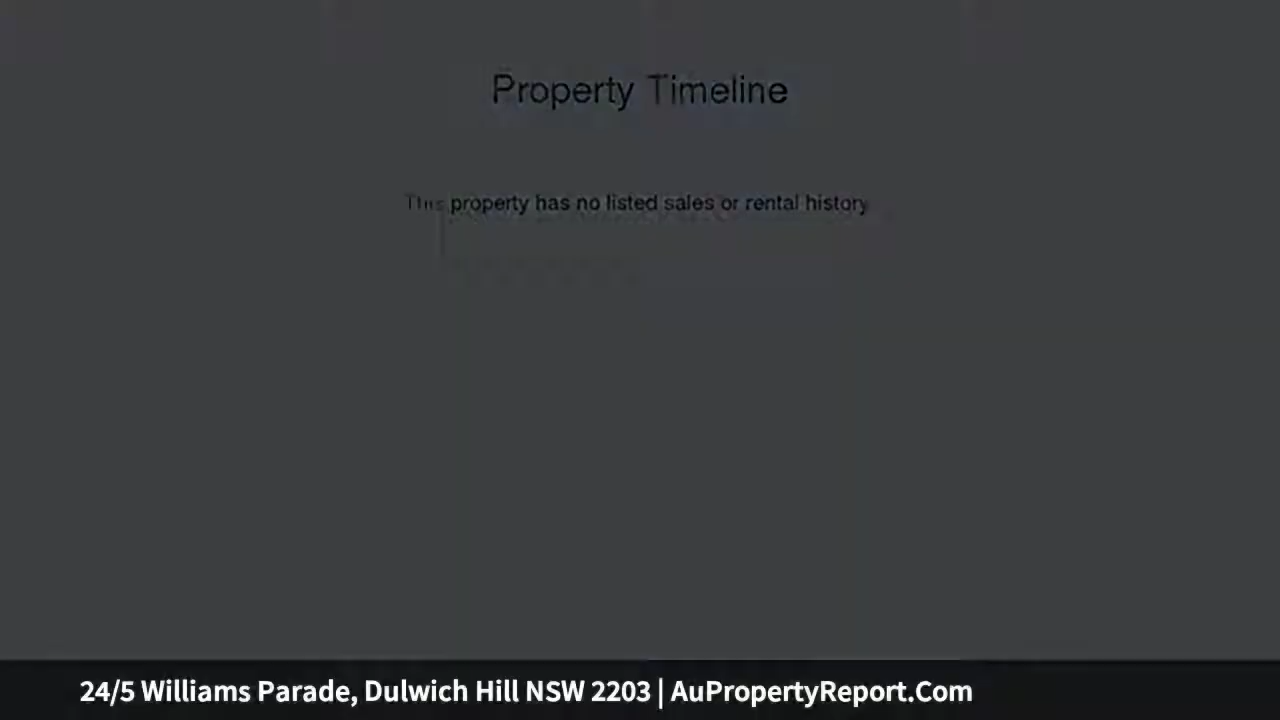 Property Timeline
This property has no listed sales or rental history
24/5 Williams Parade, Dulwich Hill NSW 2203 | AuPropertyReport.Com